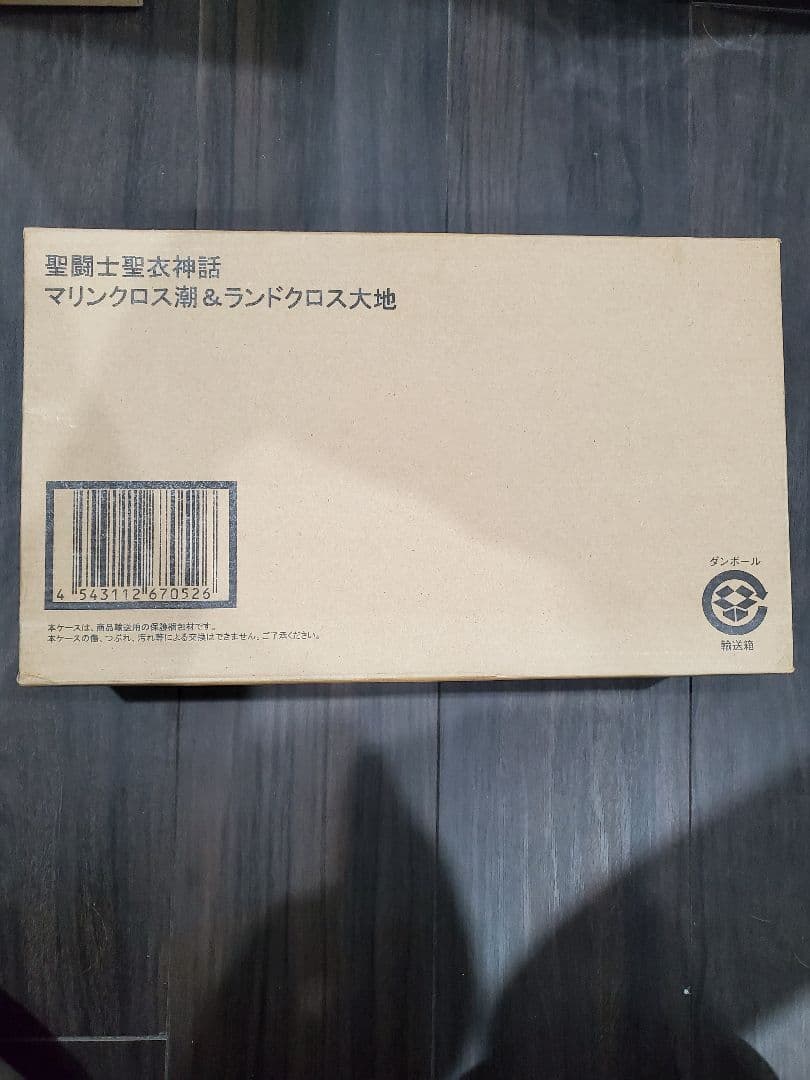 聖闘士聖衣神話
マリンクロス潮&ランドクロス大地
4 543112 670526
本ケースは、商品輸送用の保護梱包材です。
本ケースの傷、つぶれ、汚れ等による交換はできません。ご了承ください。
ダンボール
輸送箱